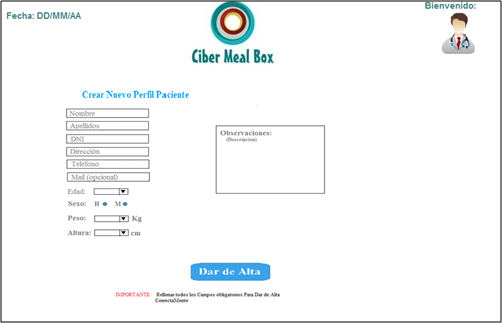 Fecha: DD/MM/AA
Bienvenido:
Ciber Meal Box
Crear Nuevo Perfil Paciente
Nombre
Apellidos
DNI
Dirección
Telefono
Mail (opcional)
Edad:
Sexo: H M
Peso: Kg
Altura: cm
Observaciones:
(Descripcion)
Dar de Alta
IMPORTANTE: Rellenar todos los Campos obligatorios Para Dar de Alta
CorrectaMente